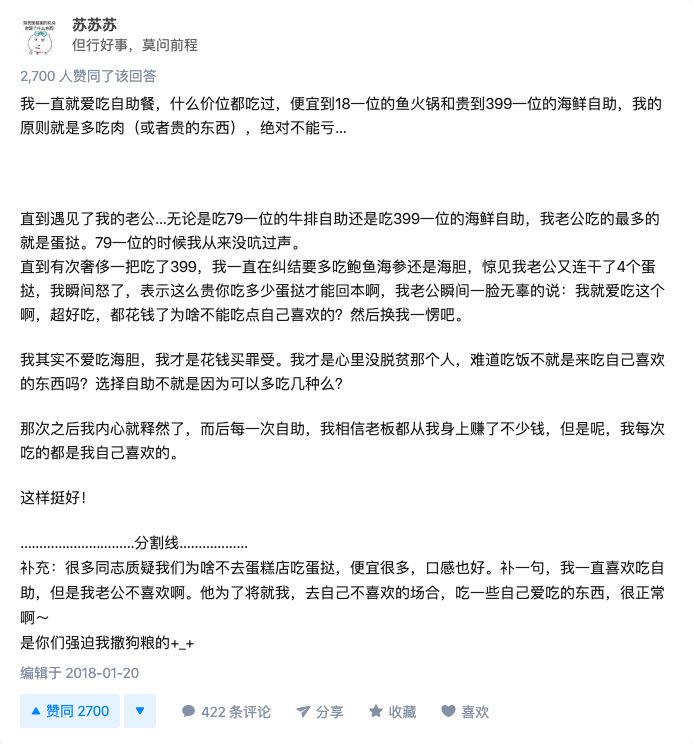 苏苏苏
但行好事，莫问前程
2,700 人赞同了该回答
我一直就爱吃自助餐，什么价位都吃过，便宜到18一位的鱼火锅和贵到399一位的海鲜自助，我的
原则就是多吃肉（或者贵的东西），绝对不能亏...
直到遇见了我的老公...无论是吃79一位的牛排自助还是吃399一位的海鲜自助，我老公吃的最多的
就是蛋挞。79一位的时候我从来没吭过声。
直到有次奢侈一把吃了399，我一直在纠结要多吃鲍鱼海参还是海胆，惊见我老公又连干了4个蛋
挞，我瞬间怒了，表示这么贵你吃多少蛋挞才能回本啊，我老公瞬间一脸无辜的说：我就爱吃这个
啊，超好吃，都花钱了为啥不能吃点自己喜欢的？然后换我一愣吧。
我其实不爱吃海胆，我才是花钱买罪受。我才是心里没脱贫那个人，难道吃饭不就是来吃自己喜欢
的东西吗？选择自助不就是因为可以多吃几种么？
那次之后我内心就释然了，而后每一次自助，我相信老板都从我身上赚了不少钱，但是呢，我每次
吃的都是我自己喜欢的。
这样挺好！
..............................分割线..................
补充：很多同志质疑我们为啥不去蛋糕店吃蛋挞，便宜很多，口感也好。补一句，我一直喜欢吃自
助，但是我老公不喜欢啊。他为了将就我，去自己不喜欢的场合，吃一些自己爱吃的东西，很正常
啊～
是你们强迫我撒狗粮的+_+
编辑于 2018-01-20
赞同 2700 422 条评论 分享 收藏 喜欢